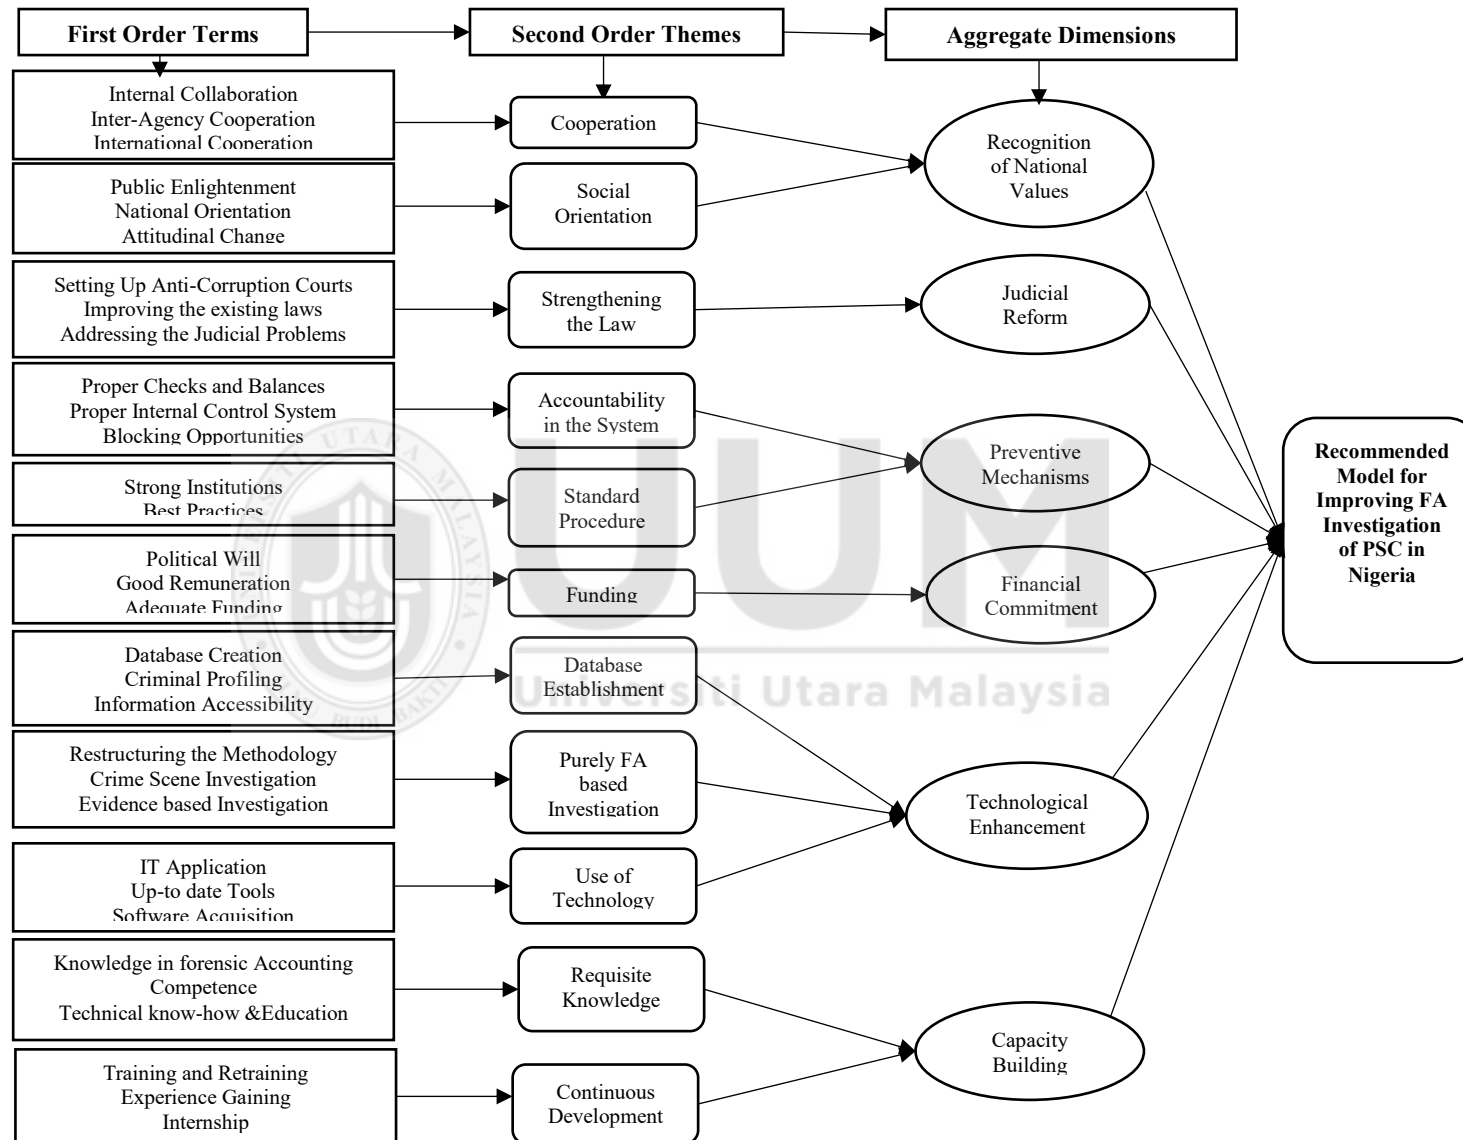 First Order Terms
Second Order Themes
Aggregate Dimensions
Internal Collaboration
Inter-Agency Cooperation
International Cooperation
Cooperation
Recognition
of National
Values
Public Enlightenment
National Orientation
Attitudinal Change
Social
Orientation
Setting Up Anti-Corruption Courts
Improving the existing laws
Addressing the Judicial Problems
Strengthening
the Law
Judicial
Reform
Proper Checks and Balances
Proper Internal Control System
Blocking Opportunities
Accountability
in the System
Preventive
Mechanisms
Strong Institutions
Best Practices
Standard
Procedure
Political Will
Good Remuneration
Adequate Funding
Funding
Financial
Commitment
Database Creation
Criminal Profiling
Information Accessibility
Database
Establishment
Restructuring the Methodology
Crime Scene Investigation
Evidence based Investigation
Purely FA
based
Investigation
Technological
Enhancement
IT Application
Up-to date Tools
Software Acquisition
Use of
Technology
Knowledge in forensic Accounting
Competence
Technical know-how &Education
Requisite
Knowledge
Capacity
Building
Training and Retraining
Experience Gaining
Internship
Continuous
Development
Recommended
Model for
Improving FA
Investigation
of PSC in
Nigeria
UNIVERSITI UTARA MALAYSIA
BUDI BAKTI
UUM
Universiti Utara Malaysia